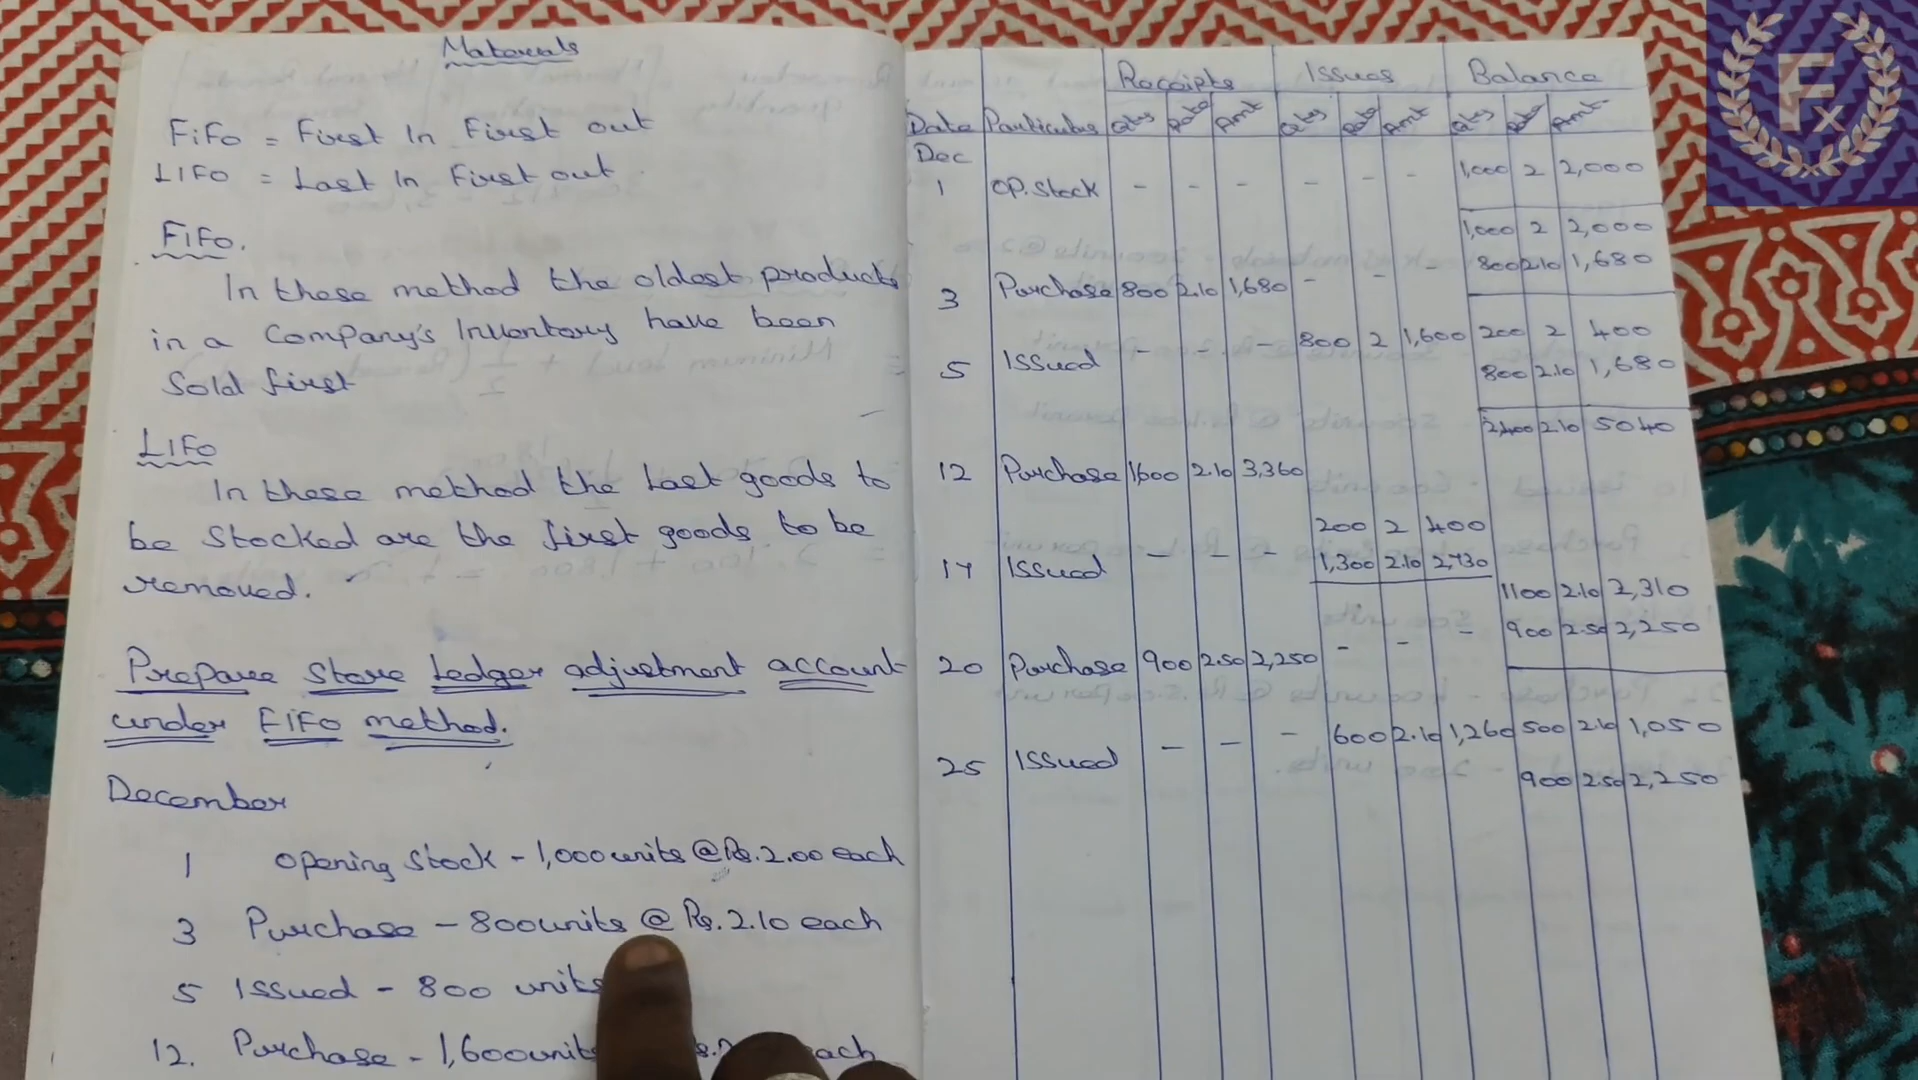 Materials
FIFO = First In First out
LIFO = Last In First out
FIFO.
In these method the oldest products
in a Company's Inventory have been
Sold first
LIFO
In these method the Last goods to
be Stocked are the first goods to be
removed.
Prepare Store Ledger adjustment account
under FIFO method.
December
1 Opening Stock - 1,000 units @ Rs. 2.00 each
3 Purchase - 800 units @ Rs. 2.10 each
5 Issued - 800 units
12. Purchase - 1,600 units each
Receipts Issues Balance
Date Particulars Qty Rate Amt Qty Rate Amt Qty Rate Amt
Dec 1,000 2 2,000
1 OP. Stock - - - - - -
1,000 2 2,000
800 2.10 1,680
3 Purchase 800 2.10 1,680 - - -
800 2 1,600 200 2 400
5 Issued - - - 800 2.10 1,680
2,400 2.10 5040
12 Purchase 1,600 2.10 3,360
200 2 400
17 Issued - - - 1,300 2.10 2,730
1100 2.10 2,310
900 2.50 2,250
20 Purchase 900 2.50 2,250 - - -
600 2.10 1,260 500 2.10 1,050
25 Issued - - - 900 2.50 2,250
Fx